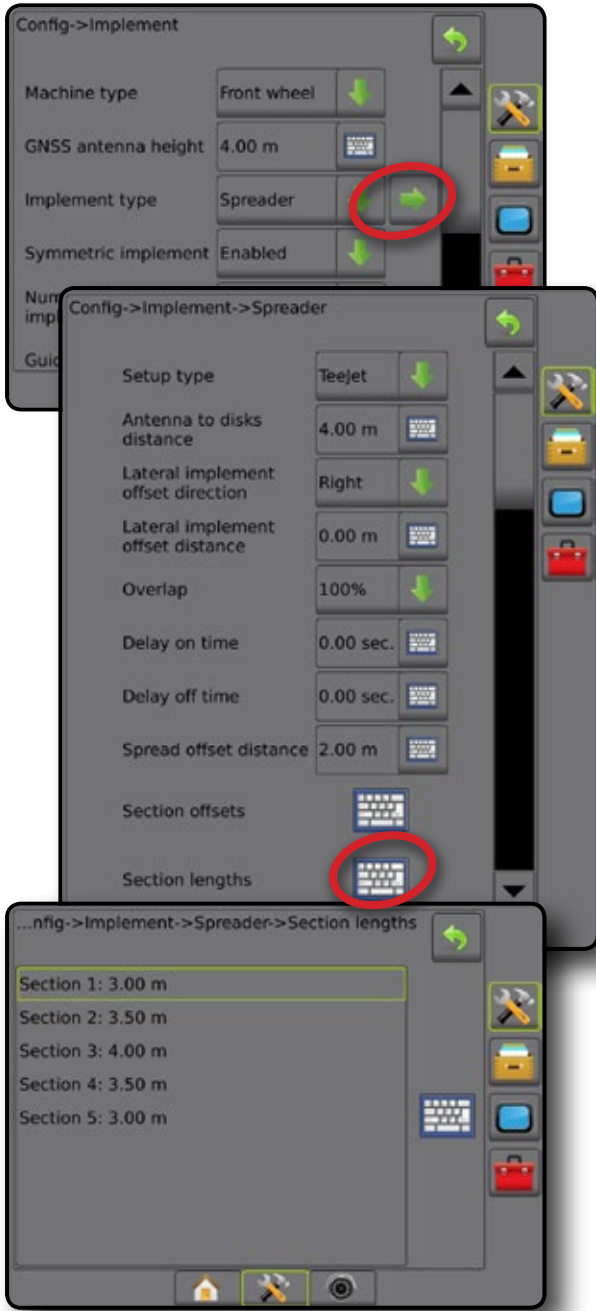 Config->Implement
Machine type Front wheel
GNSS antenna height 4.00 m
Implement type Spreader
Symmetric implement Enabled
Num
impl
Guid
Config->Implement->Spreader
Setup type TeeJet
Antenna to disks
distance 4.00 m
Lateral implement
offset direction Right
Lateral implement
offset distance 0.00 m
Overlap 100%
Delay on time 0.00 sec.
Delay off time 0.00 sec.
Spread offset distance 2.00 m
Section offsets
Section lengths
...nfig->Implement->Spreader->Section lengths
Section 1: 3.00 m
Section 2: 3.50 m
Section 3: 4.00 m
Section 4: 3.50 m
Section 5: 3.00 m